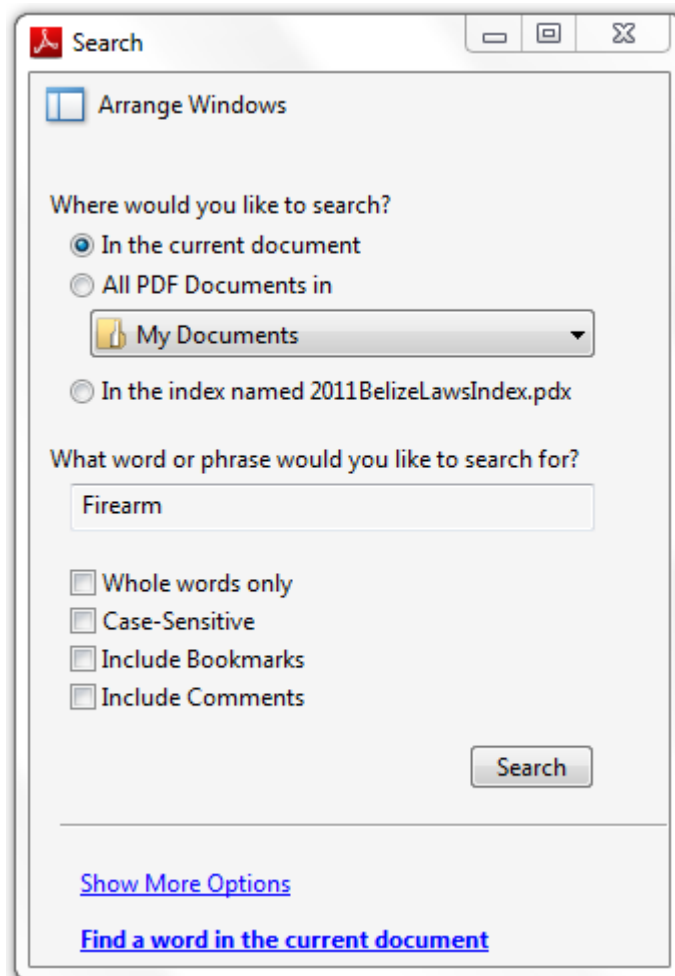 Search
Arrange Windows
Where would you like to search?
In the current document
All PDF Documents in
My Documents
In the index named 2011BelizeLawsIndex.pdx
What word or phrase would you like to search for?
Firearm
Whole words only
Case-Sensitive
Include Bookmarks
Include Comments
Search
Show More Options
Find a word in the current document